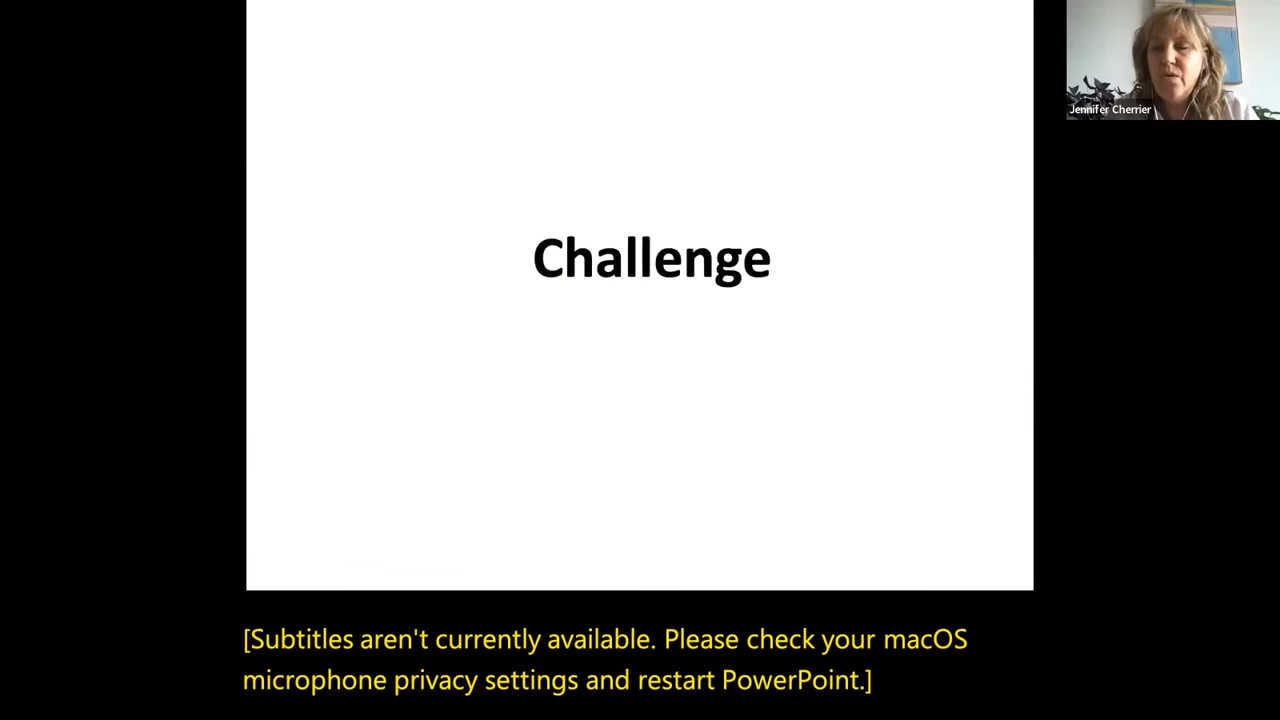 Jennifer Cherrier
Challenge
[Subtitles aren't currently available. Please check your macOS
microphone privacy settings and restart PowerPoint.]